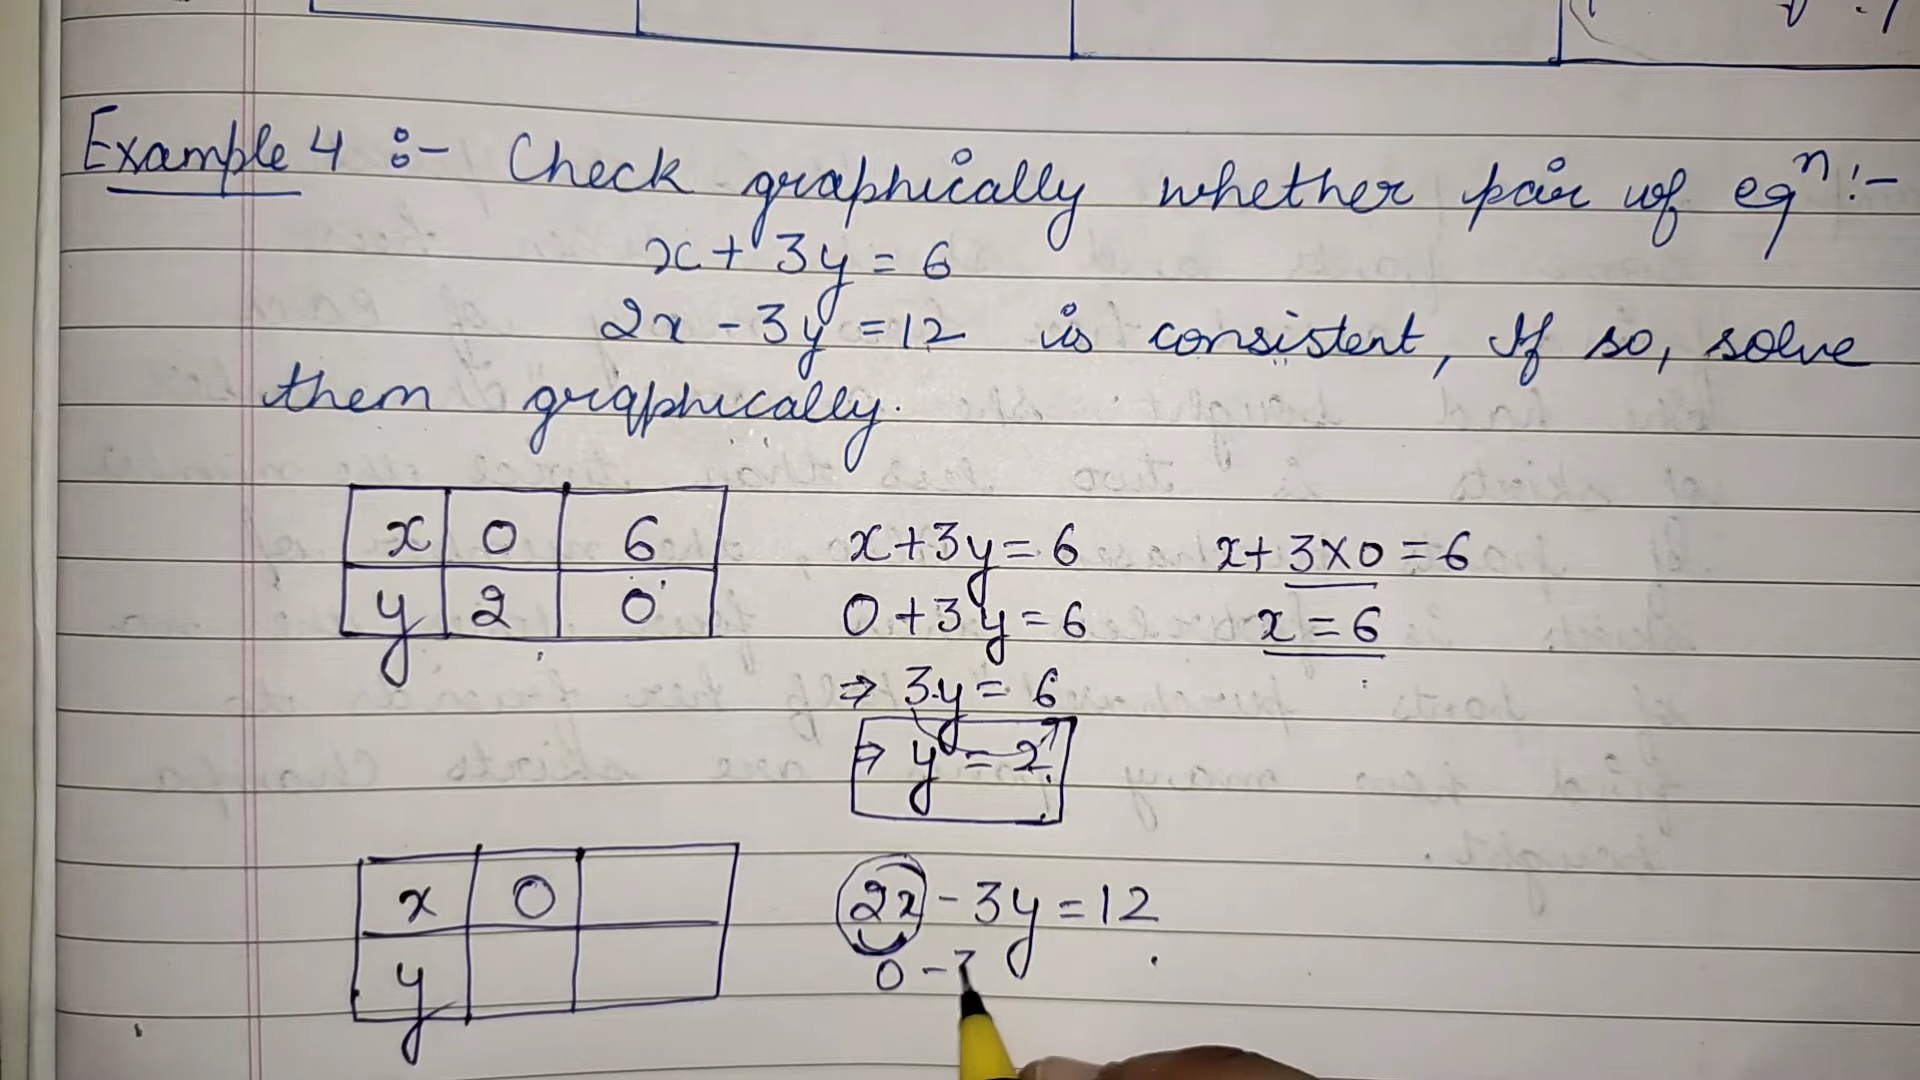 Example 4 :- Check graphically whether pair of eqⁿ:-
x + 3y = 6
2x - 3y = 12 is consistent, If so, solve
them graphically.
x 0 6
y 2 0
x + 3y = 6
0 + 3y = 6
⇒ 3y = 6
⇒ y = 2
x + 3×0 = 6
x = 6
x 0
y
2x - 3y = 12
0 - 3